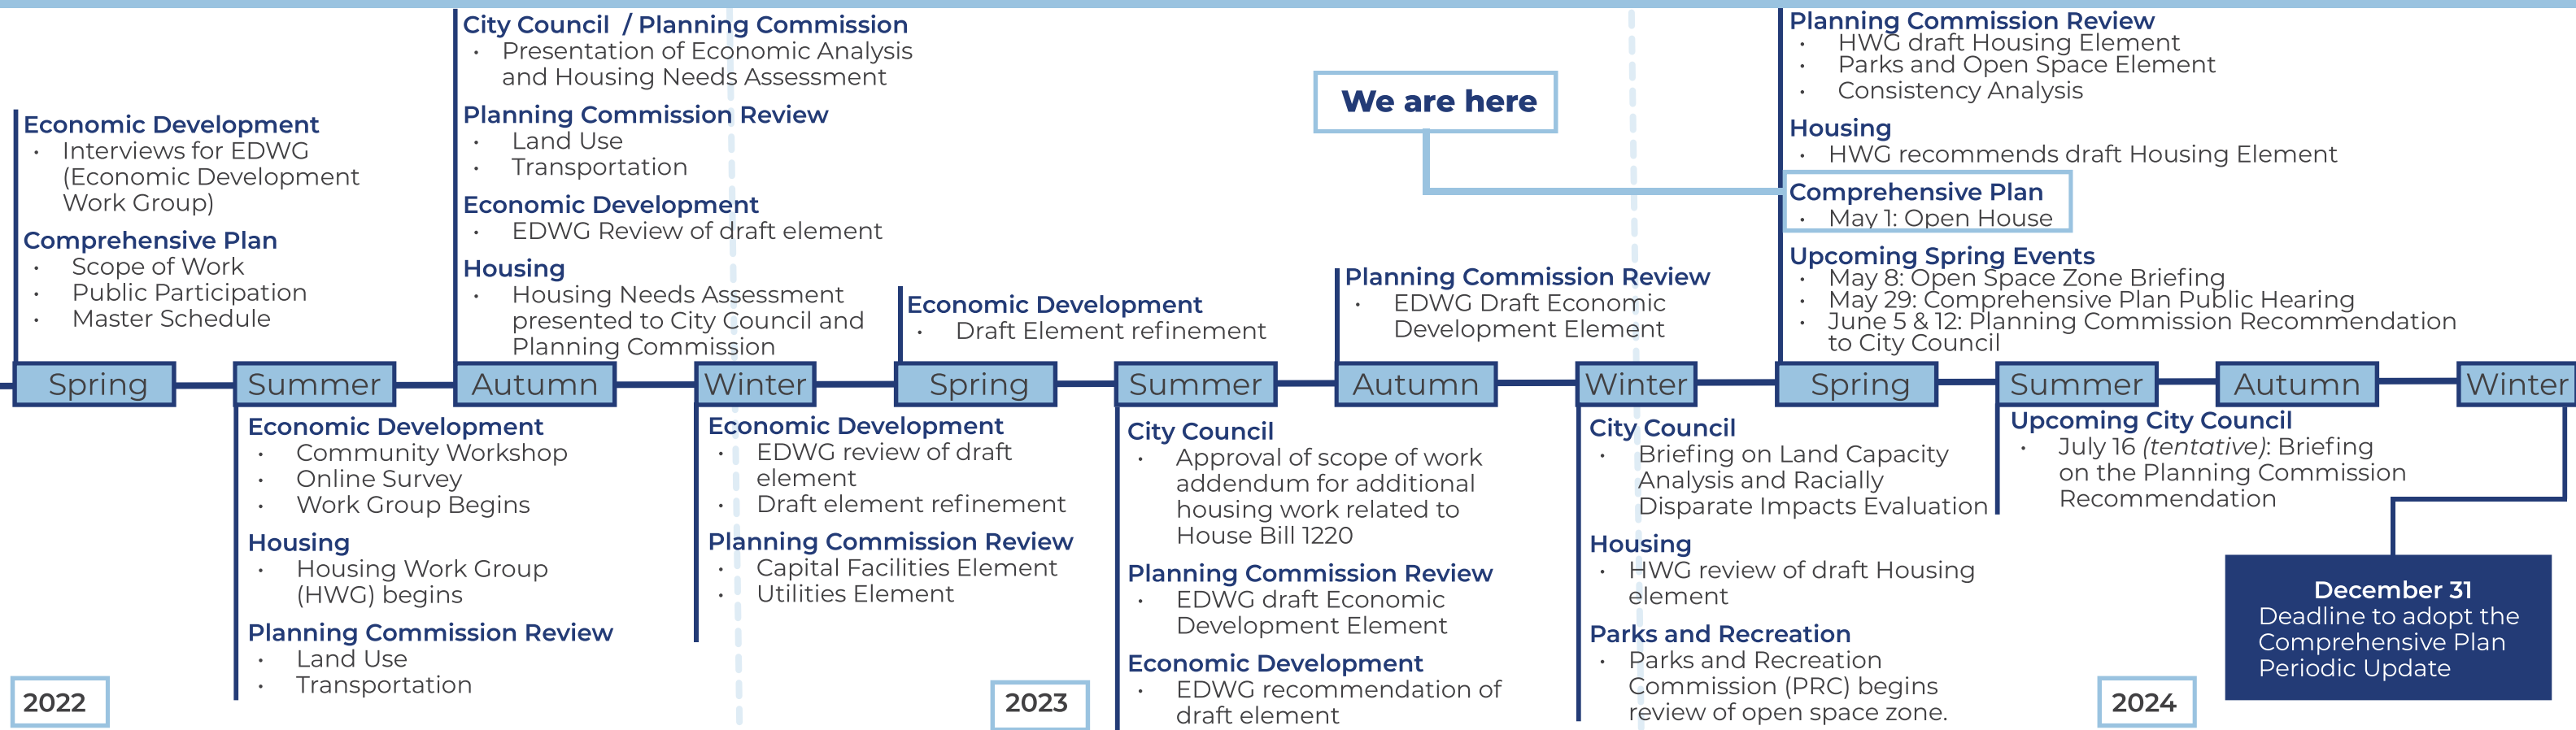 Economic Development
• Interviews for EDWG
(Economic Development
Work Group)
Comprehensive Plan
• Scope of Work
• Public Participation
• Master Schedule
City Council / Planning Commission
• Presentation of Economic Analysis
and Housing Needs Assessment
Planning Commission Review
• Land Use
• Transportation
Economic Development
• EDWG Review of draft element
Housing
• Housing Needs Assessment
presented to City Council and
Planning Commission
Economic Development
• Draft Element refinement
We are here
Planning Commission Review
• EDWG Draft Economic
Development Element
Planning Commission Review
• HWG draft Housing Element
• Parks and Open Space Element
• Consistency Analysis
Housing
• HWG recommends draft Housing Element
Comprehensive Plan
• May 1: Open House
Upcoming Spring Events
• May 8: Open Space Zone Briefing
• May 29: Comprehensive Plan Public Hearing
• June 5 & 12: Planning Commission Recommendation
to City Council
Spring
Summer
Autumn
Winter
Spring
Summer
Autumn
Winter
Spring
Summer
Autumn
Winter
Economic Development
• Community Workshop
• Online Survey
• Work Group Begins
Housing
• Housing Work Group
(HWG) begins
Planning Commission Review
• Land Use
• Transportation
Economic Development
• EDWG review of draft
element
• Draft element refinement
Planning Commission Review
• Capital Facilities Element
• Utilities Element
City Council
• Approval of scope of work
addendum for additional
housing work related to
House Bill 1220
Planning Commission Review
• EDWG draft Economic
Development Element
Economic Development
• EDWG recommendation of
draft element
City Council
• Briefing on Land Capacity
Analysis and Racially
Disparate Impacts Evaluation
Housing
• HWG review of draft Housing
element
Parks and Recreation
• Parks and Recreation
Commission (PRC) begins
review of open space zone.
Upcoming City Council
• July 16 (tentative): Briefing
on the Planning Commission
Recommendation
December 31
Deadline to adopt the
Comprehensive Plan
Periodic Update
2022
2023
2024